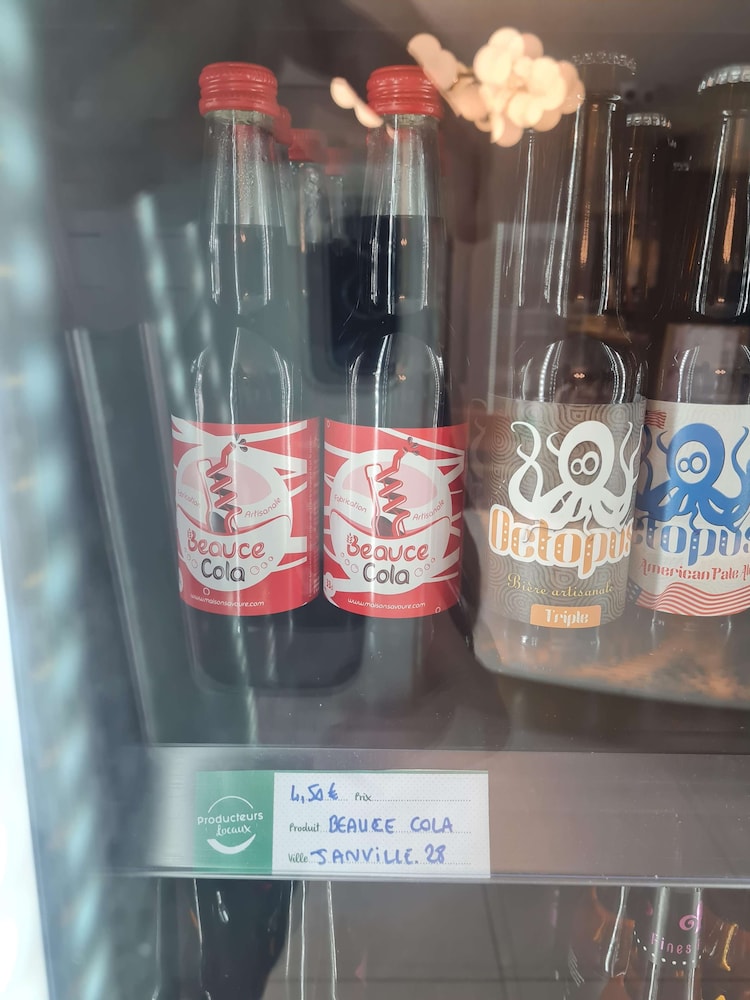 Fabrication Artisanale
Beauce
Cola
www.maisonsavoure.com
Fabrication Artisanale
Beauce
Cola
www.maisonsavoure.com
Octopus
Bière artisanale
Triple
American Pale
Producteurs
locaux
4,50 € Prix
Produit BEAUCE COLA
Ville JANVILLE. 28